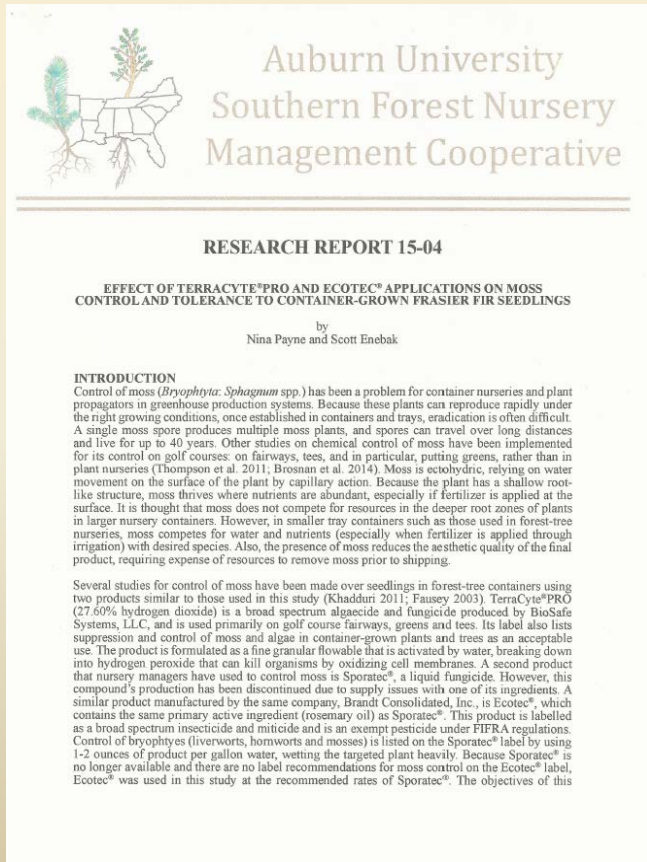 Auburn University
Southern Forest Nursery
Management Cooperative
RESEARCH REPORT 15-04
EFFECT OF TERRACYTE®PRO AND ECOTEC® APPLICATIONS ON MOSS
CONTROL AND TOLERANCE TO CONTAINER-GROWN FRASIER FIR SEEDLINGS
by
Nina Payne and Scott Enebak
INTRODUCTION
Control of moss (Bryophtyta: Sphagnum spp.) has been a problem for container nurseries and plant
propagators in greenhouse production systems. Because these plants can reproduce rapidly under
the right growing conditions, once established in containers and trays, eradication is often difficult.
A single moss spore produces multiple moss plants, and spores can travel over long distances
and live for up to 40 years. Other studies on chemical control of moss have been implemented
for its control on golf courses: on fairways, tees, and in particular, putting greens, rather than in
plant nurseries (Thompson et al. 2011; Brosnan et al. 2014). Moss is ectohydric, relying on water
movement on the surface of the plant by capillary action. Because the plant has a shallow root-
like structure, moss thrives where nutrients are abundant, especially if fertilizer is applied at the
surface. It is thought that moss does not compete for resources in the deeper root zones of plants
in larger nursery containers. However, in smaller tray containers such as those used in forest-tree
nurseries, moss competes for water and nutrients (especially when fertilizer is applied through
irrigation) with desired species. Also, the presence of moss reduces the aesthetic quality of the final
product, requiring expense of resources to remove moss prior to shipping.
Several studies for control of moss have been made over seedlings in forest-tree containers using
two products similar to those used in this study (Khadduri 2011; Fausey 2003). TerraCyte®PRO
(27.60% hydrogen dioxide) is a broad spectrum algaecide and fungicide produced by BioSafe
Systems, LLC, and is used primarily on golf course fairways, greens and tees. Its label also lists
suppression and control of moss and algae in container-grown plants and trees as an acceptable
use. The product is formulated as a fine granular flowable that is activated by water, breaking down
into hydrogen peroxide that can kill organisms by oxidizing cell membranes. A second product
that nursery managers have used to control moss is Sporatec®, a liquid fungicide. However, this
compound's production has been discontinued due to supply issues with one of its ingredients. A
similar product manufactured by the same company, Brandt Consolidated, Inc., is Ecotec®, which
contains the same primary active ingredient (rosemary oil) as Sporatec®. This product is labelled
as a broad spectrum insecticide and miticide and is an exempt pesticide under FIFRA regulations.
Control of bryophtyes (liverworts, hornworts and mosses) is listed on the Sporatec® label by using
1-2 ounces of product per gallon water, wetting the targeted plant heavily. Because Sporatec® is
no longer available and there are no label recommendations for moss control on the Ecotec® label,
Ecotec® was used in this study at the recommended rates of Sporatec®. The objectives of this